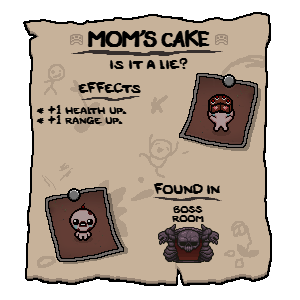 MOM'S CAKE
IS IT A LIE?
EFFECTS
+1 HEALTH UP.
+1 RANGE UP.
FOUND IN
BOSS
ROOM